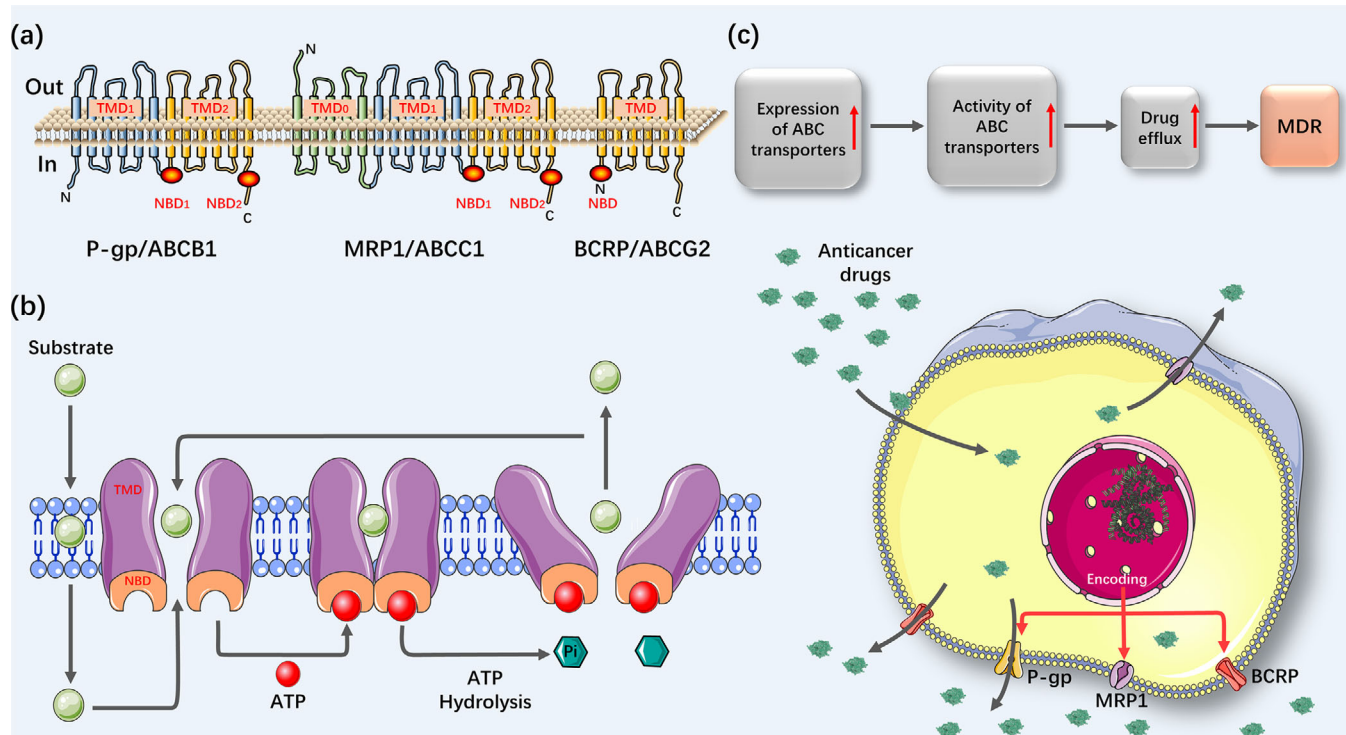 (a)
Out
In
N
TMD1
TMD2
NBD1
NBD2
C
P-gp/ABCB1
N
TMD0
TMD1
TMD2
NBD1
NBD2
C
MRP1/ABCC1
TMD
N
NBD
C
BCRP/ABCG2
(b)
Substrate
TMD
NBD
ATP
ATP
Hydrolysis
Pi
(c)
Expression
of ABC
transporters
Activity of
ABC
transporters
Drug
efflux
MDR
Anticancer
drugs
Encoding
P-gp
MRP1
BCRP